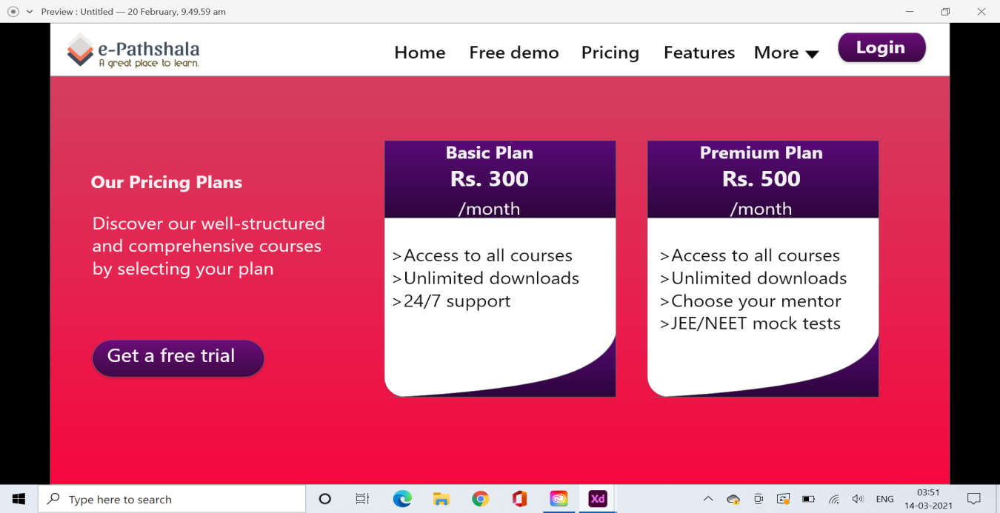 Preview : Untitled — 20 February, 9.49.59 am
e-Pathshala
A great place to learn.
Home Free demo Pricing Features More Login
Our Pricing Plans
Discover our well-structured
and comprehensive courses
by selecting your plan
Get a free trial
Basic Plan
Rs. 300
/month
>Access to all courses
>Unlimited downloads
>24/7 support
Premium Plan
Rs. 500
/month
>Access to all courses
>Unlimited downloads
>Choose your mentor
>JEE/NEET mock tests
Type here to search
Xd
ENG
03:51
14-03-2021